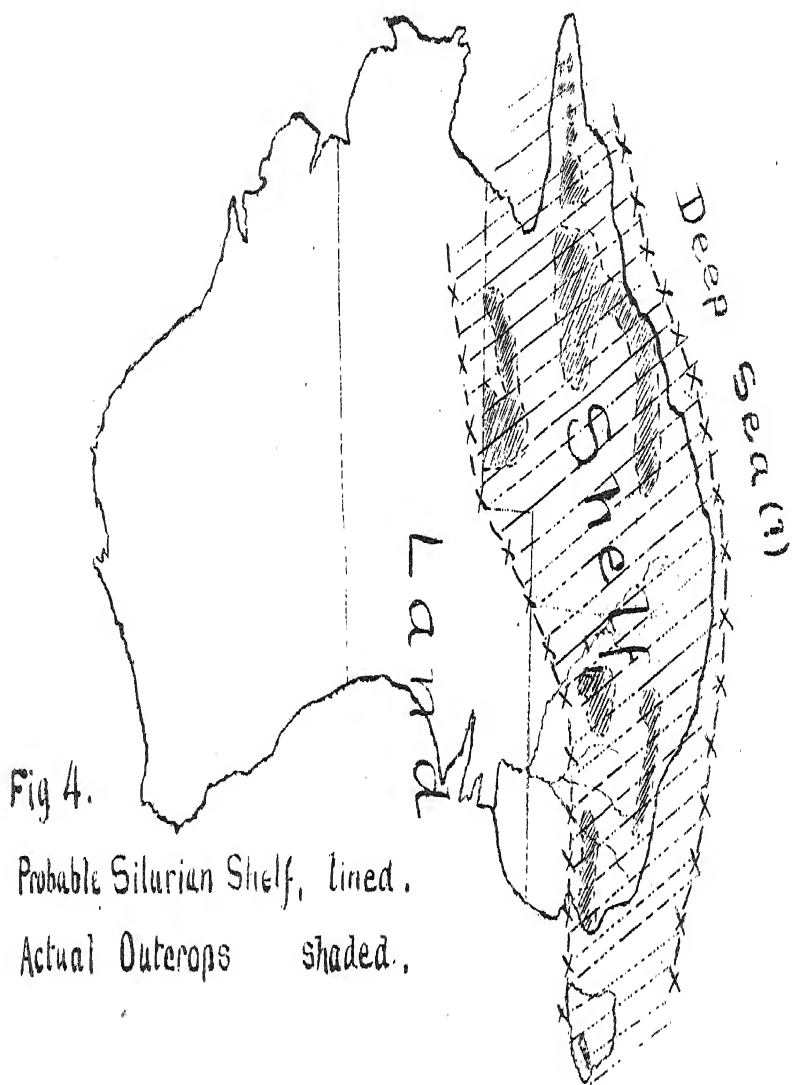 Deep Sea (?)
Shelf
Land
Fig 4.
Probable Silurian Shelf, lined.
Actual Outcrops shaded.